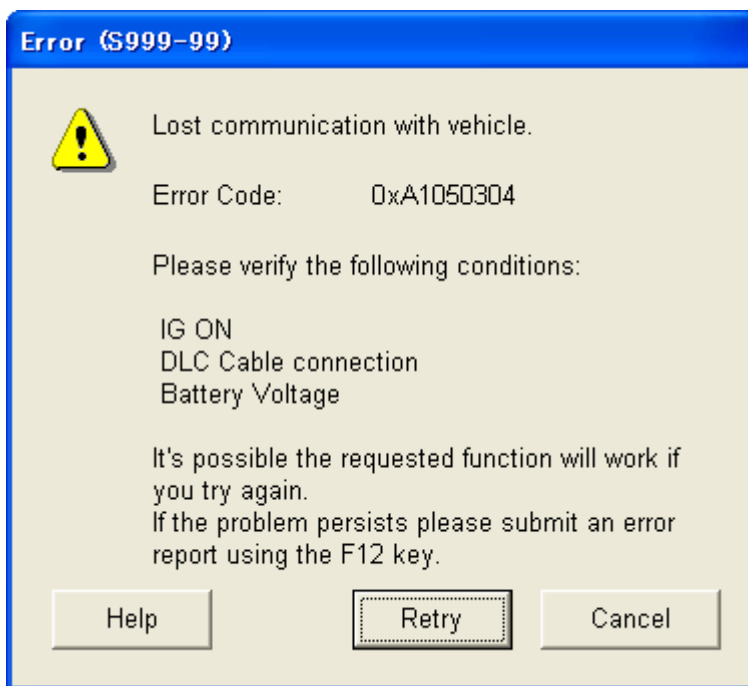 Error (S999-99)
Lost communication with vehicle.
Error Code: 0xA1050304
Please verify the following conditions:
IG ON
DLC Cable connection
Battery Voltage
It's possible the requested function will work if
you try again.
If the problem persists please submit an error
report using the F12 key.
Help Retry Cancel